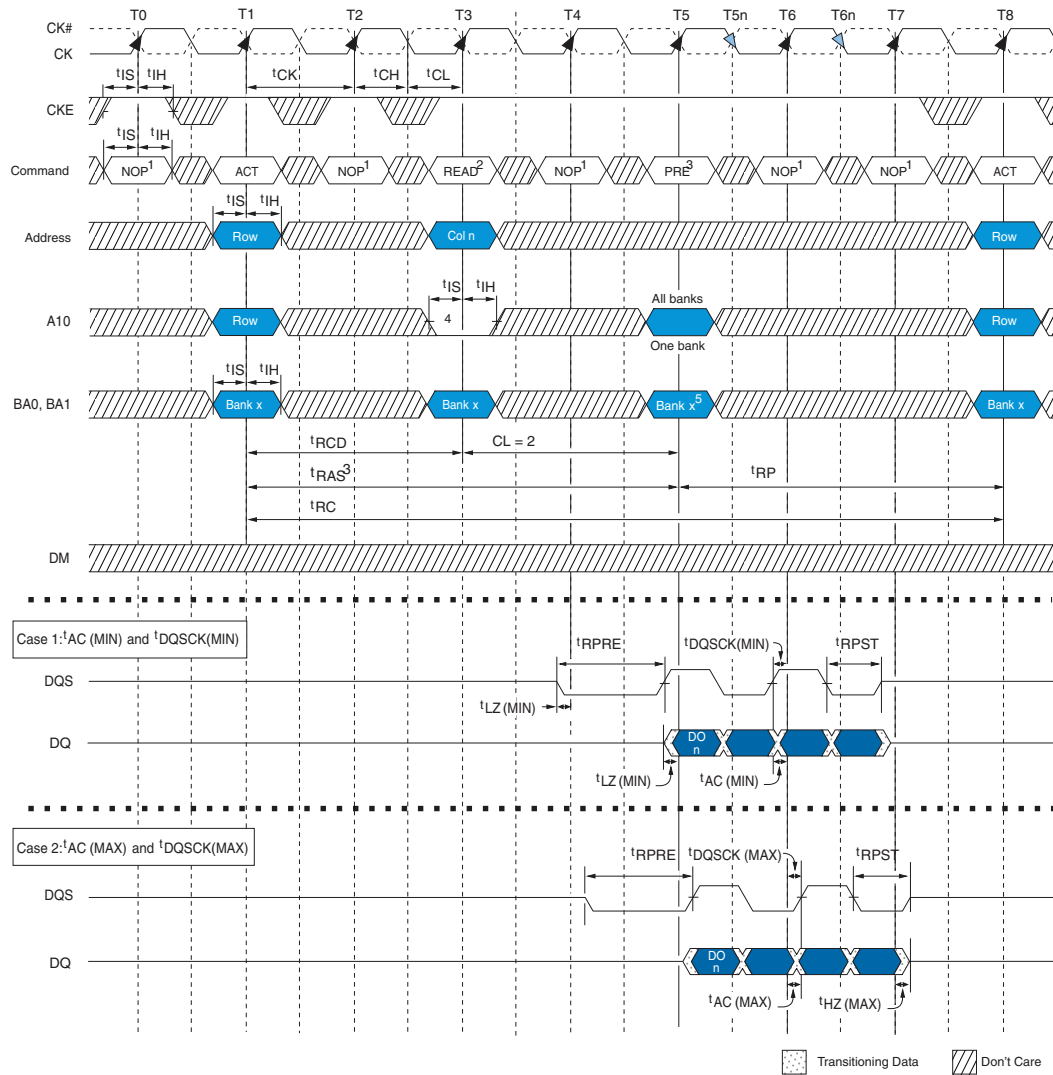 T0 T1 T2 T3 T4 T5 T5n T6 T6n T7 T8
CK#
CK
tIS tIH tCK tCH tCL
CKE
tIS tIH
Command NOP1 ACT NOP1 READ2 NOP1 PRE3 NOP1 NOP1 ACT
tIS tIH
Address Row Col n Row
tIS tIH
All banks
A10 Row 4 Row
One bank
tIS tIH
BA0, BA1 Bank x Bank x Bank x5 Bank x
tRCD CL = 2
tRAS3 tRP
tRC
DM
Case 1:tAC (MIN) and tDQSCK(MIN)
tRPRE tDQSCK(MIN) tRPST
DQS
tLZ (MIN)
DQ DO n
tLZ (MIN) tAC (MIN)
Case 2:tAC (MAX) and tDQSCK(MAX)
tRPRE tDQSCK (MAX) tRPST
DQS
DQ DO n
tAC (MAX) tHZ (MAX)
Transitioning Data Don't Care